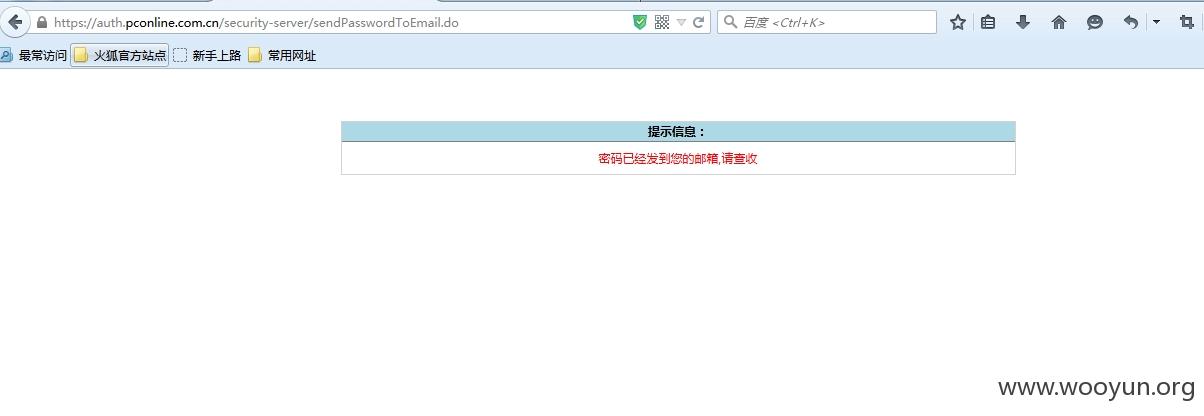 https://auth.pconline.com.cn/security-server/sendPasswordToEmail.do
百度 <Ctrl+K>
最常访问 火狐官方站点 新手上路 常用网址
提示信息：
密码已经发到您的邮箱,请查收
www.wooyun.org